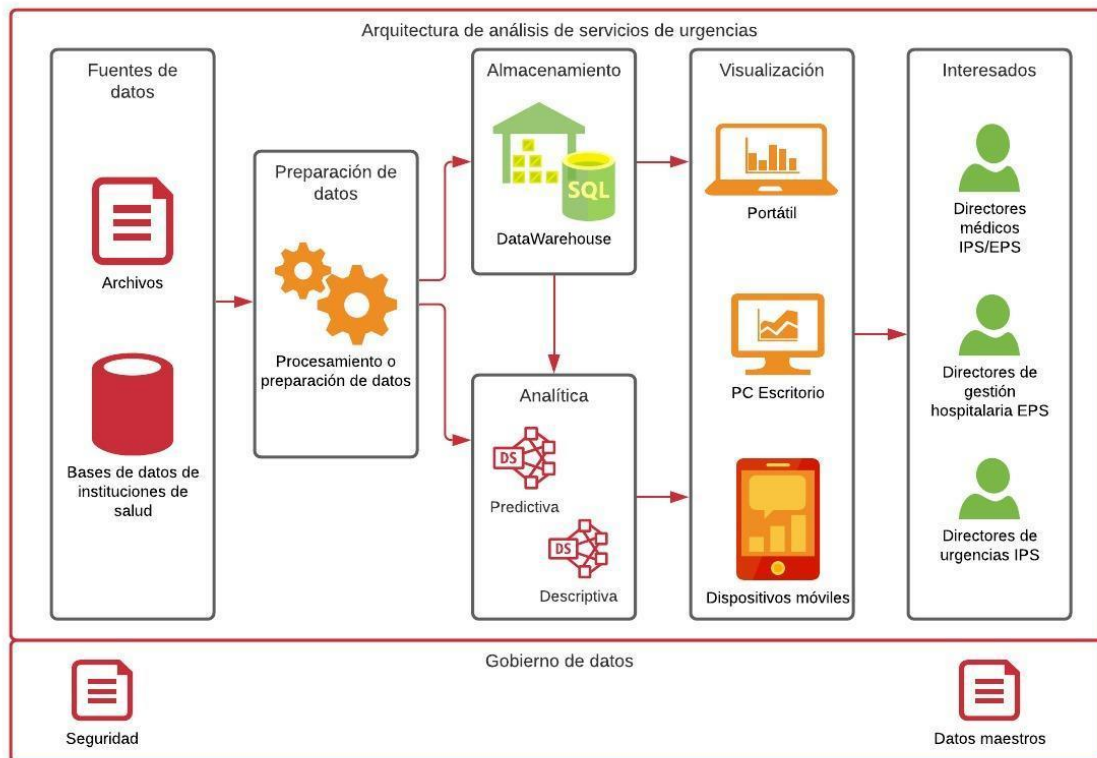 Arquitectura de análisis de servicios de urgencias
Fuentes de
datos
Archivos
Bases de datos de
instituciones de
salud
Preparación de
datos
Procesamiento o
preparación de datos
Almacenamiento
SQL
DataWarehouse
Analítica
DS
Predictiva
DS
Descriptiva
Visualización
Portátil
PC Escritorio
Dispositivos móviles
Interesados
Directores
médicos
IPS/EPS
Directores de
gestión
hospitalaria EPS
Directores de
urgencias IPS
Gobierno de datos
Seguridad
Datos maestros